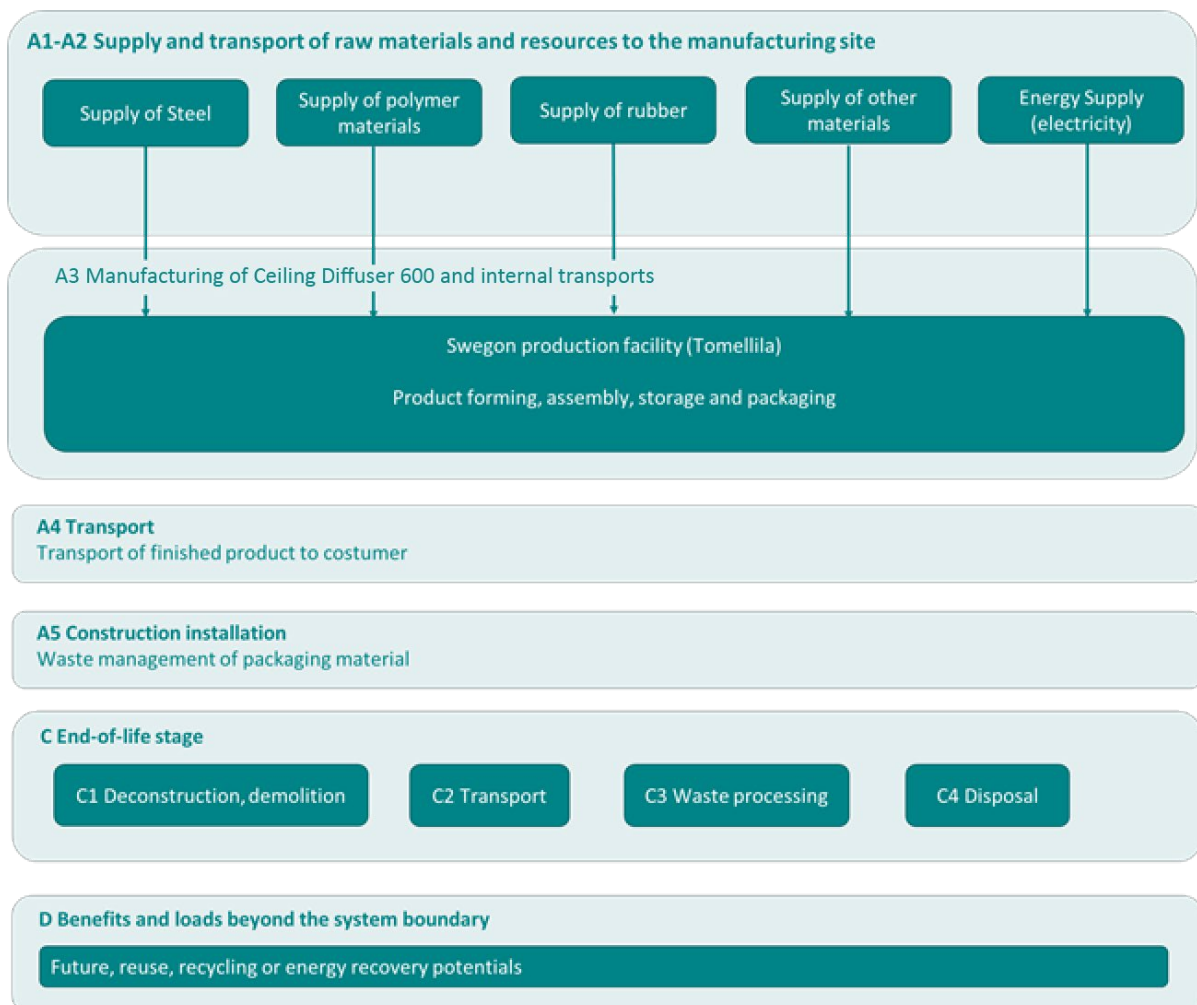 A1-A2 Supply and transport of raw materials and resources to the manufacturing site
Supply of Steel
Supply of polymer
materials
Supply of rubber
Supply of other
materials
Energy Supply
(electricity)
A3 Manufacturing of Ceiling Diffuser 600 and internal transports
Swegon production facility (Tomellila)
Product forming, assembly, storage and packaging
A4 Transport
Transport of finished product to costumer
A5 Construction installation
Waste management of packaging material
C End-of-life stage
C1 Deconstruction, demolition
C2 Transport
C3 Waste processing
C4 Disposal
D Benefits and loads beyond the system boundary
Future, reuse, recycling or energy recovery potentials